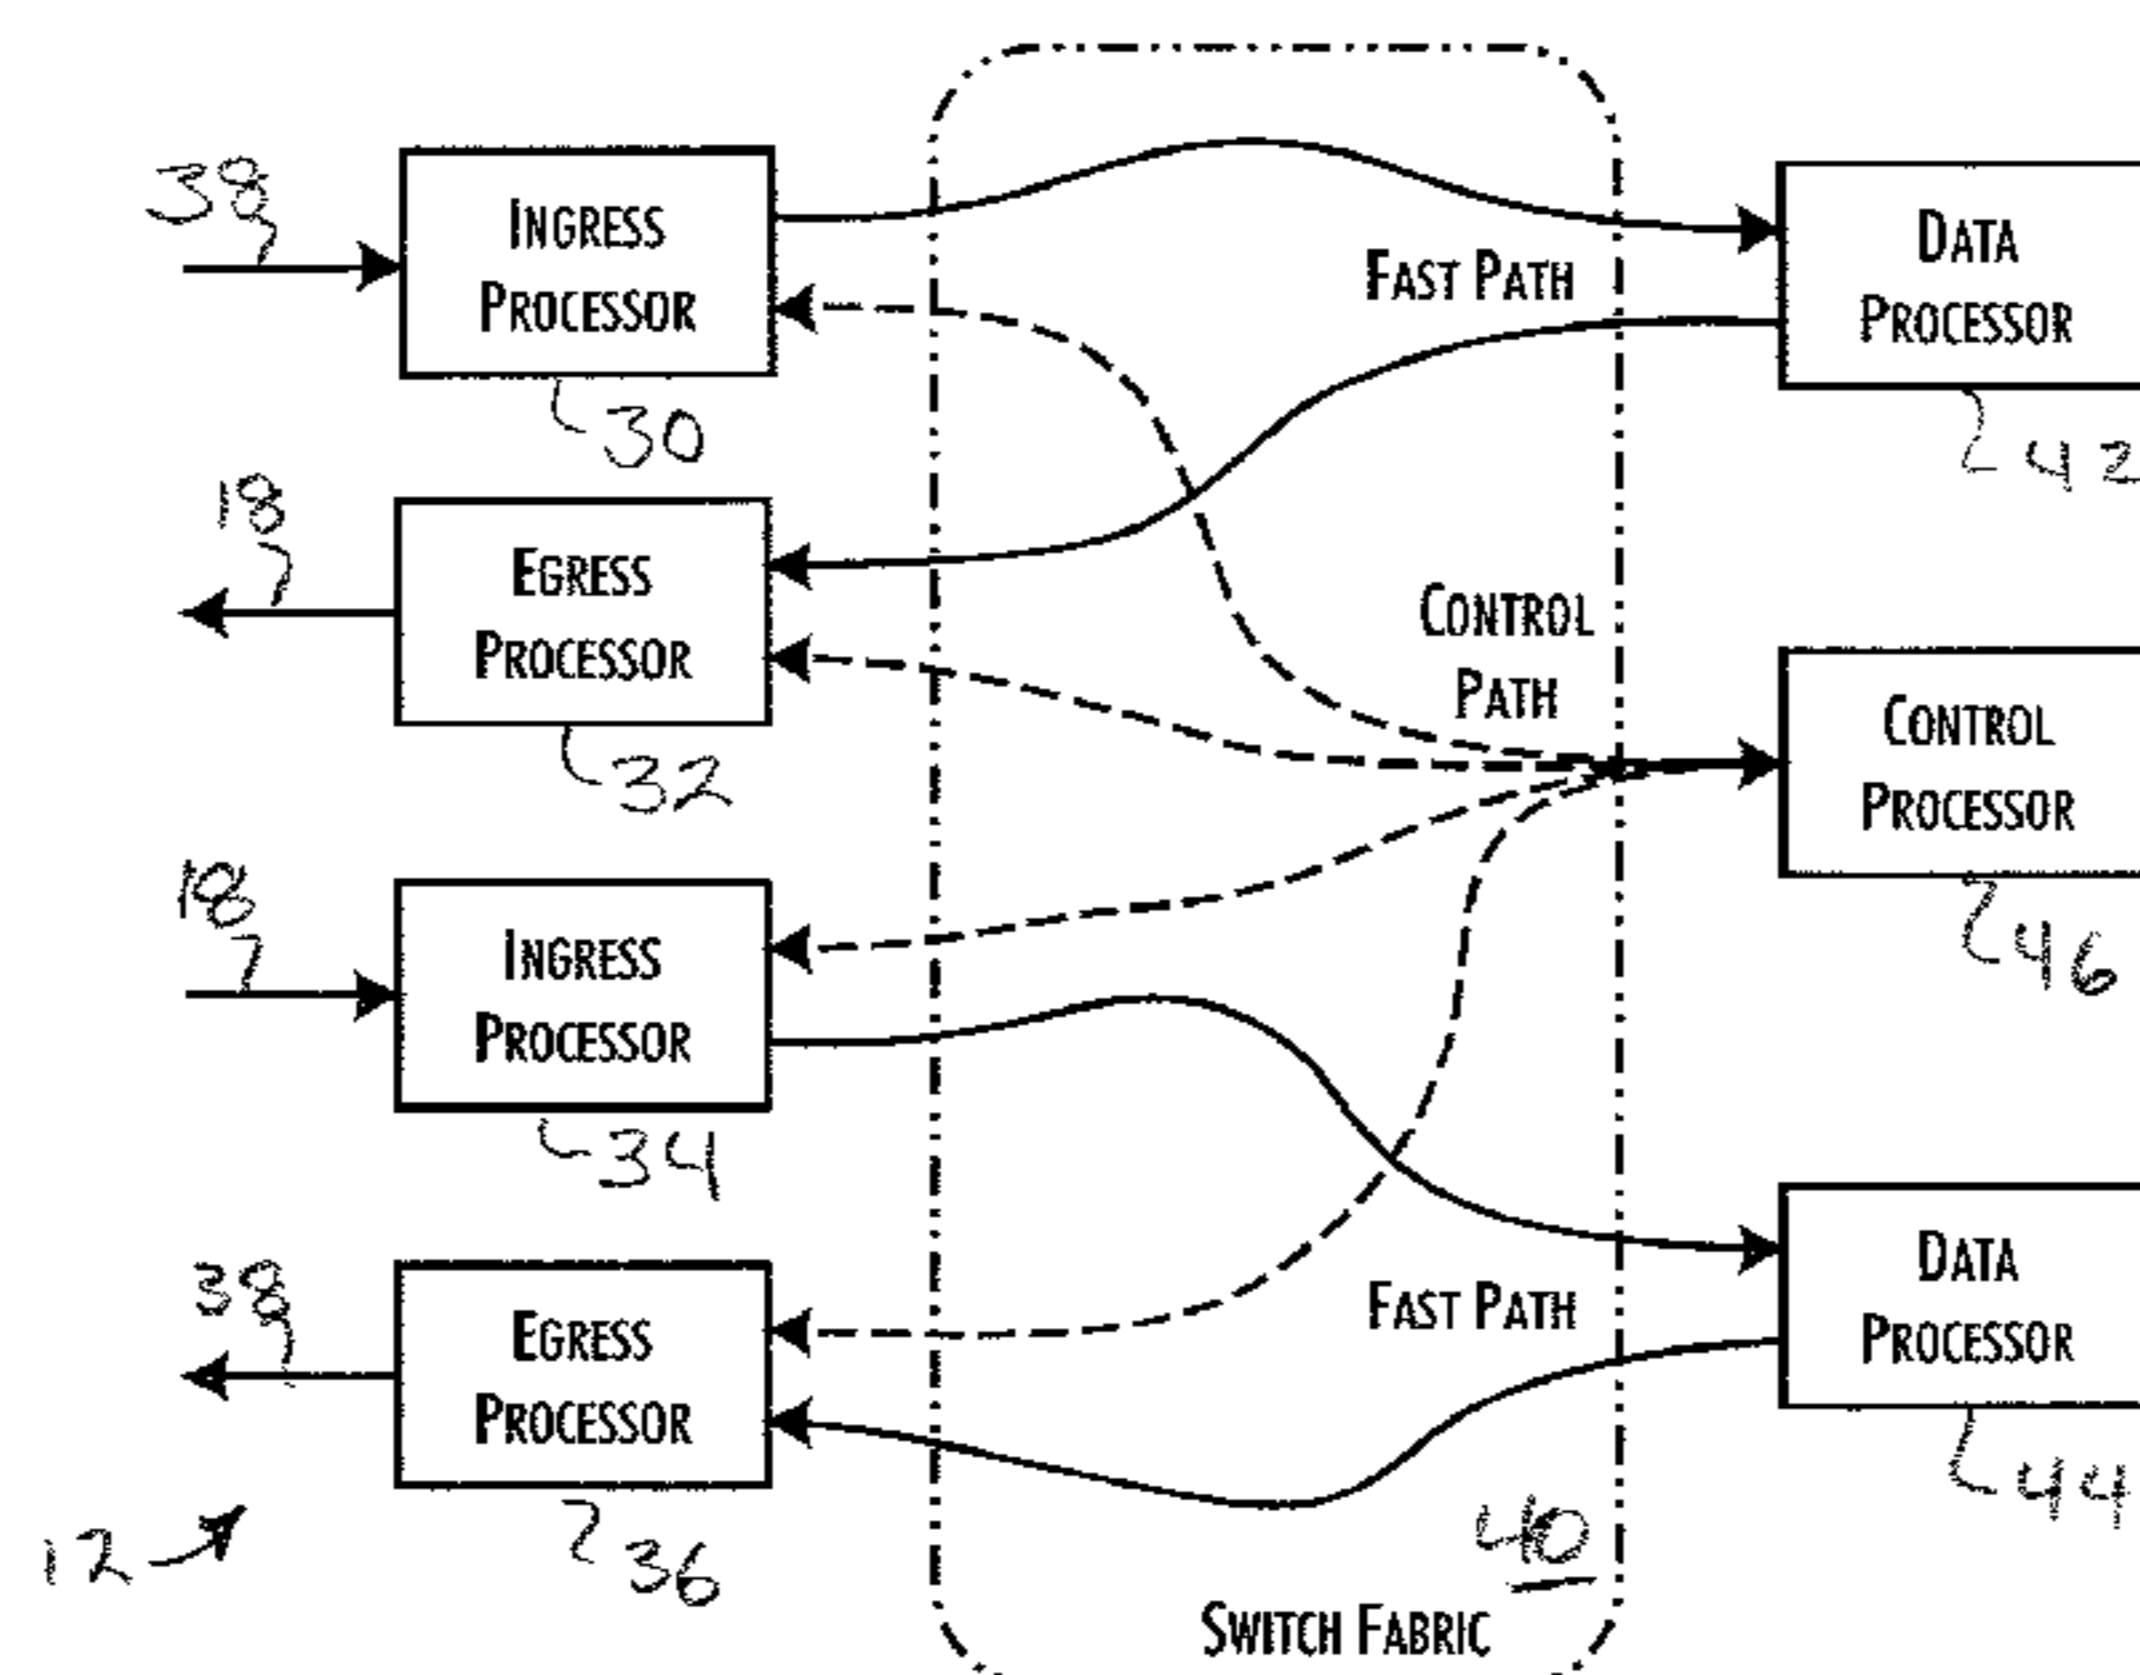 38
INGRESS
PROCESSOR
30
FAST PATH
DATA
PROCESSOR
42
18
EGRESS
PROCESSOR
32
CONTROL
PATH
CONTROL
PROCESSOR
46
18
INGRESS
PROCESSOR
34
38
EGRESS
PROCESSOR
36
FAST PATH
DATA
PROCESSOR
44
12
40
SWITCH FABRIC